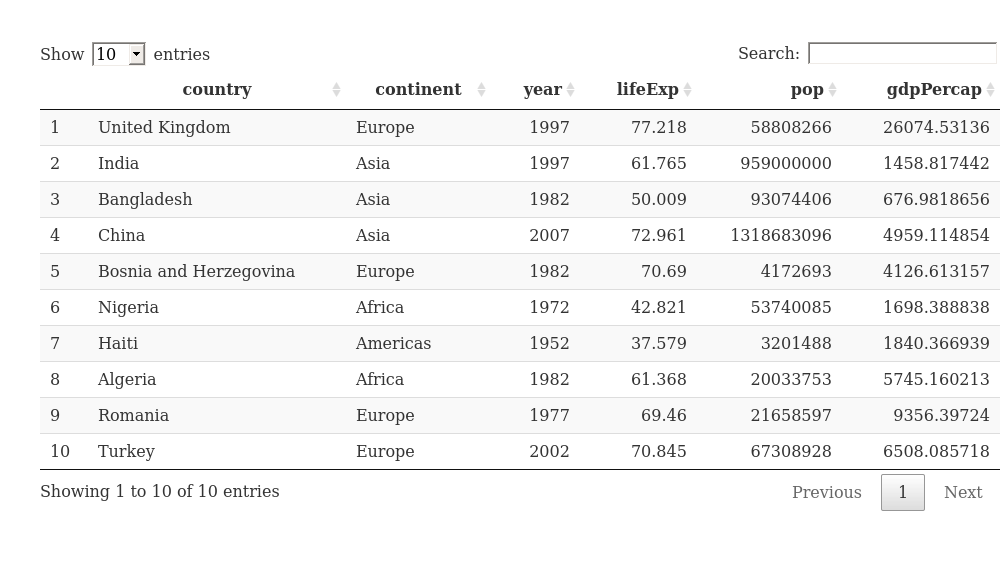 Show 10 entries Search:
country continent year lifeExp pop gdpPercap
1 United Kingdom Europe 1997 77.218 58808266 26074.53136
2 India Asia 1997 61.765 959000000 1458.817442
3 Bangladesh Asia 1982 50.009 93074406 676.9818656
4 China Asia 2007 72.961 1318683096 4959.114854
5 Bosnia and Herzegovina Europe 1982 70.69 4172693 4126.613157
6 Nigeria Africa 1972 42.821 53740085 1698.388838
7 Haiti Americas 1952 37.579 3201488 1840.366939
8 Algeria Africa 1982 61.368 20033753 5745.160213
9 Romania Europe 1977 69.46 21658597 9356.39724
10 Turkey Europe 2002 70.845 67308928 6508.085718
Showing 1 to 10 of 10 entries Previous 1 Next